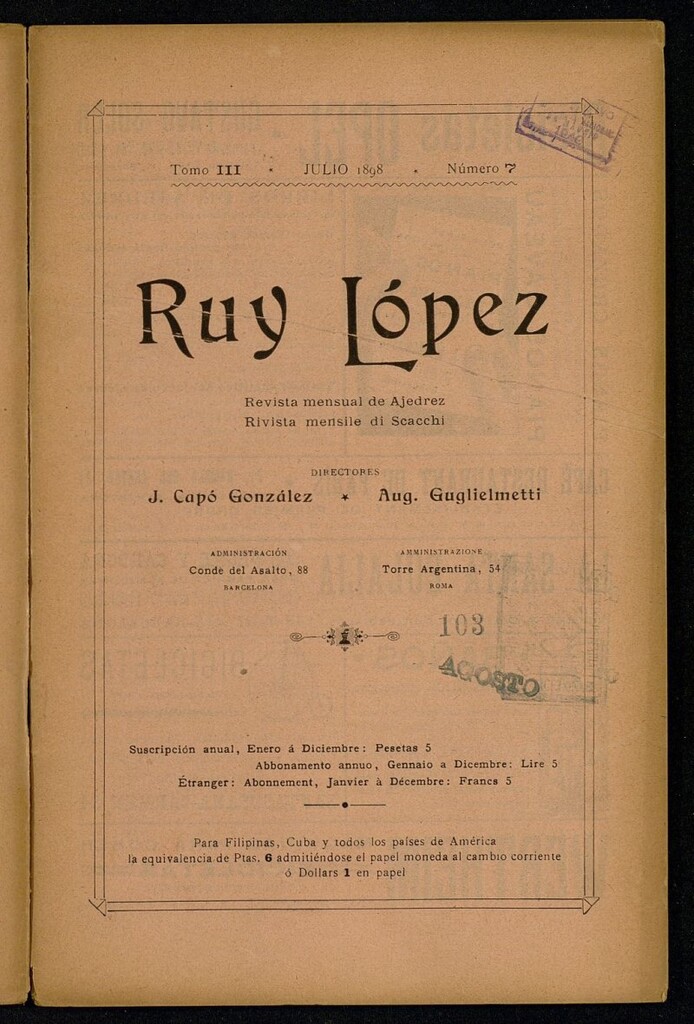 Tomo III • JULIO 1898 • Número 7
Ruy López
Revista mensual de Ajedrez
Rivista mensile di Scacchi
DIRECTORES
J. Capó González ★ Aug. Guglielmetti
ADMINISTRACIÓN
Conde del Asalto, 88
BARCELONA
AMMINISTRAZIONE
Torre Argentina, 54
ROMA
103
AGOSTO
Suscripción anual, Enero á Diciembre: Pesetas 5
Abbonamento annuo, Gennaio a Dicembre: Lire 5
Étranger: Abonnement, Janvier à Décembre: Francs 5
Para Filipinas, Cuba y todos los países de América
la equivalencia de Ptas. 6 admitiéndose el papel moneda al cambio corriente
ó Dollars 1 en papel